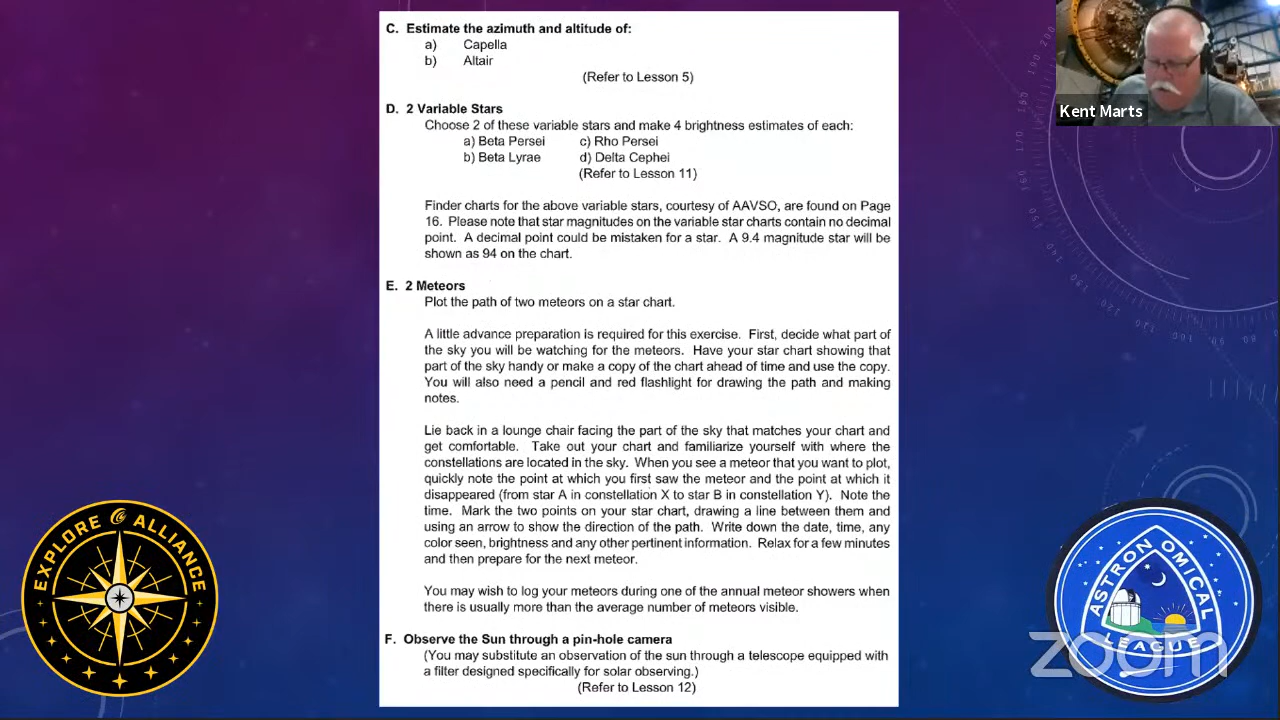 C. Estimate the azimuth and altitude of:
a) Capella
b) Altair
(Refer to Lesson 5)
D. 2 Variable Stars
Choose 2 of these variable stars and make 4 brightness estimates of each:
a) Beta Persei c) Rho Persei
b) Beta Lyrae d) Delta Cephei
(Refer to Lesson 11)
Finder charts for the above variable stars, courtesy of AAVSO, are found on Page
16. Please note that star magnitudes on the variable star charts contain no decimal
point. A decimal point could be mistaken for a star. A 9.4 magnitude star will be
shown as 94 on the chart.
E. 2 Meteors
Plot the path of two meteors on a star chart.
A little advance preparation is required for this exercise. First, decide what part of
the sky you will be watching for the meteors. Have your star chart showing that
part of the sky handy or make a copy of the chart ahead of time and use the copy.
You will also need a pencil and red flashlight for drawing the path and making
notes.
Lie back in a lounge chair facing the part of the sky that matches your chart and
get comfortable. Take out your chart and familiarize yourself with where the
constellations are located in the sky. When you see a meteor that you want to plot,
quickly note the point at which you first saw the meteor and the point at which it
disappeared (from star A in constellation X to star B in constellation Y). Note the
time. Mark the two points on your star chart, drawing a line between them and
using an arrow to show the direction of the path. Write down the date, time, any
color seen, brightness and any other pertinent information. Relax for a few minutes
and then prepare for the next meteor.
You may wish to log your meteors during one of the annual meteor showers when
there is usually more than the average number of meteors visible.
F. Observe the Sun through a pin-hole camera
(You may substitute an observation of the sun through a telescope equipped with
a filter designed specifically for solar observing.)
(Refer to Lesson 12)
Kent Marts
EXPLORE ALLIANCE
ASTRONOMICAL
LEAGUE
zoom